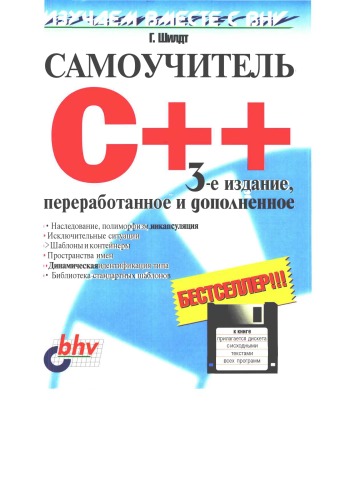 ИЗУЧАЕМ ВМЕСТЕ С BHV
Г. Шилдт
САМОУЧИТЕЛЬ
C++
3-е издание,
переработанное и дополненное
• Наследование, полиморфизм инкапсуляция
• Исключительные ситуации
-> Шаблоны и контейнеры
• Пространства имен
• Динамическая идентификация типа
• Библиотека стандартных шаблонов
БЕСТСЕЛЛЕР!!!
к книге
прилагается дискета
с исходными
текстами
всех программ
bhv